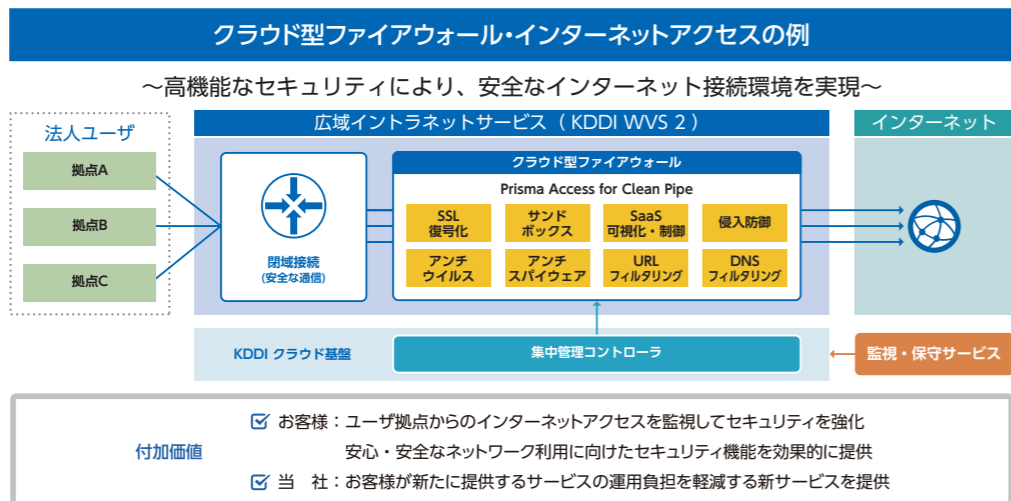 クラウド型ファイアウォール・インターネットアクセスの例
～高機能なセキュリティにより、安全なインターネット接続環境を実現～
法人ユーザ
広域イントラネットサービス（KDDI WVS 2）
インターネット
拠点A
拠点B
拠点C
閉域接続
(安全な通信)
クラウド型ファイアウォール
Prisma Access for Clean Pipe
SSL
復号化
サンド
ボックス
SaaS
可視化・制御
侵入防御
アンチ
ウイルス
アンチ
スパイウェア
URL
フィルタリング
DNS
フィルタリング
KDDI クラウド基盤
集中管理コントローラ
監視・保守サービス
付加価値
お客様：ユーザ拠点からのインターネットアクセスを監視してセキュリティを強化
安心・安全なネットワーク利用に向けたセキュリティ機能を効果的に提供
当　社：お客様が新たに提供するサービスの運用負担を軽減する新サービスを提供